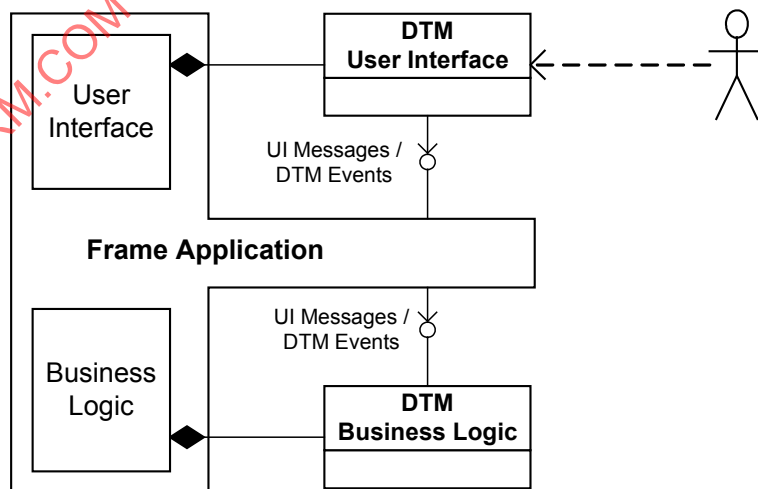 DTM
User Interface
User
Interface
UI Messages /
DTM Events
Frame Application
UI Messages /
DTM Events
Business
Logic
DTM
Business Logic
M.COM